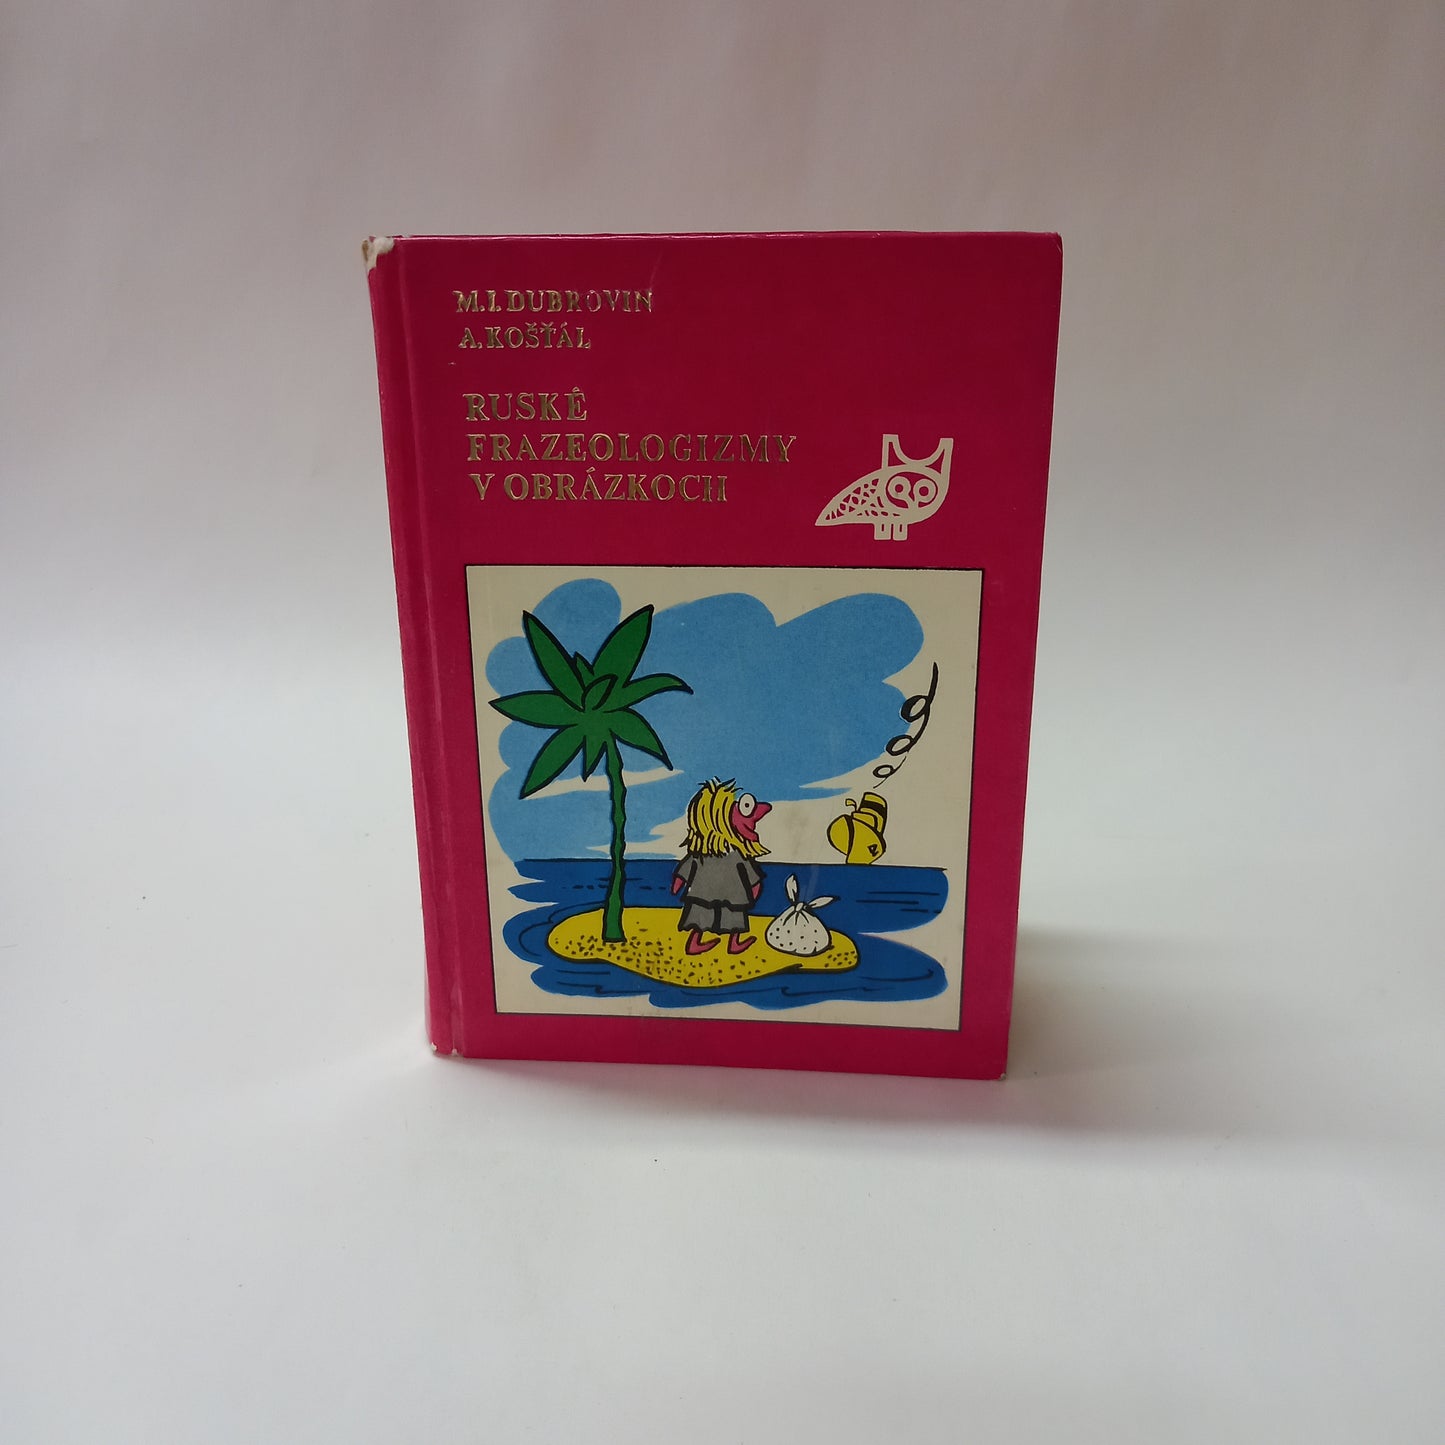 M.I.DUBROVIN
A.KOŠŤÁL
RUSKÉ
FRAZEOLOGIZMY
V OBRÁZKOCH